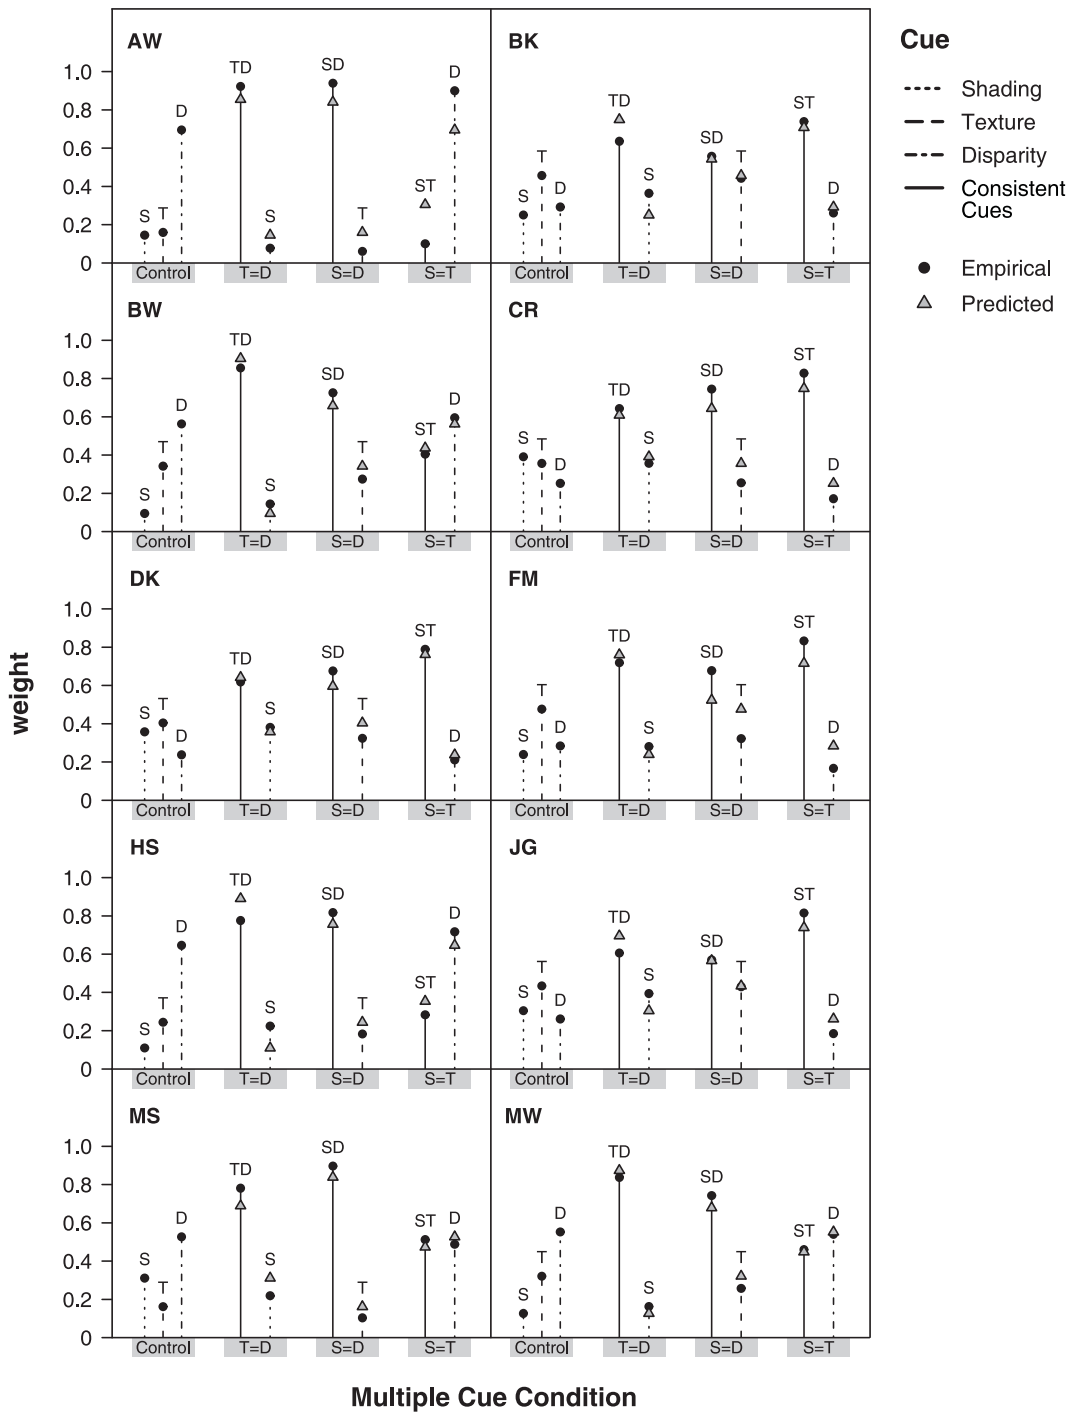 AW
BK
Cue
1.0
0.8
0.6
0.4
0.2
0
S T D
TD S
SD T
ST D
S T D
TD S
SD T
ST D
Control T=D S=D S=T
Control T=D S=D S=T
Shading
Texture
Disparity
Consistent
Cues
Empirical
Predicted
BW
CR
1.0
0.8
0.6
0.4
0.2
0
S T D
TD S
SD T
ST D
S T D
TD S
SD T
ST D
Control T=D S=D S=T
Control T=D S=D S=T
DK
FM
1.0
0.8
0.6
0.4
0.2
0
S T D
TD S
SD T
ST D
S T D
TD S
SD T
ST D
Control T=D S=D S=T
Control T=D S=D S=T
weight
HS
JG
1.0
0.8
0.6
0.4
0.2
0
S T D
TD S
SD T
ST D
S T D
TD S
SD T
ST D
Control T=D S=D S=T
Control T=D S=D S=T
MS
MW
1.0
0.8
0.6
0.4
0.2
0
S T D
TD S
SD T
ST D
S T D
TD S
SD T
ST D
Control T=D S=D S=T
Control T=D S=D S=T
Multiple Cue Condition